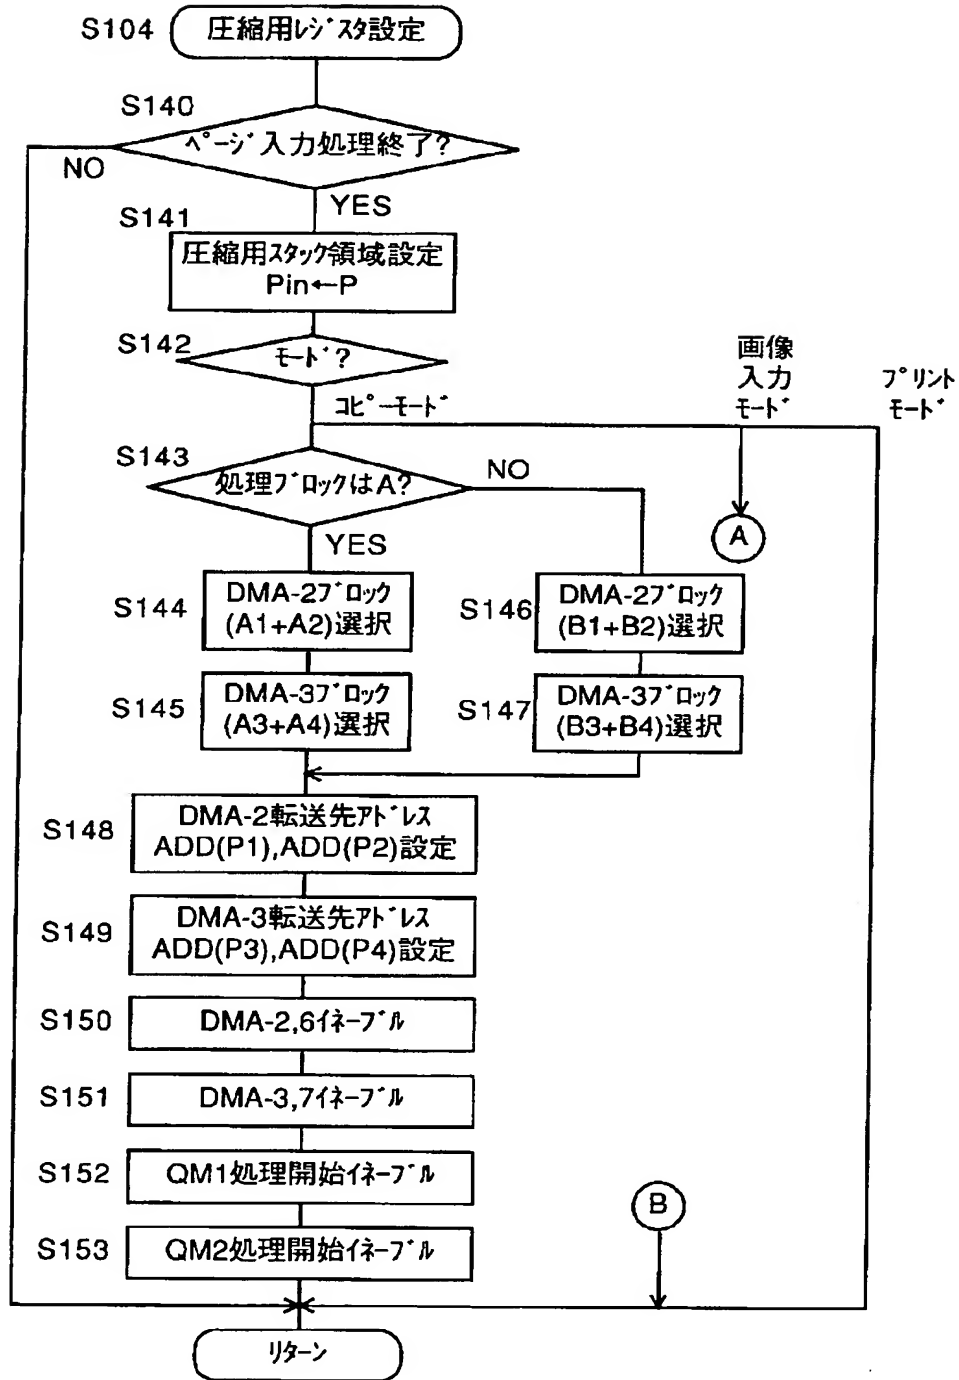 S104
圧縮用レジスタ設定
S140
ページ入力処理終了?
NO
YES
S141
圧縮用スタック領域設定
Pin←P
S142
モード?
コピーモード
画像
入力
モード
プリント
モード
S143
処理ブロックはA?
NO
YES
A
S144
DMA-2ブロック
(A1+A2)選択
S146
DMA-2ブロック
(B1+B2)選択
S145
DMA-3ブロック
(A3+A4)選択
S147
DMA-3ブロック
(B3+B4)選択
S148
DMA-2転送先アドレス
ADD(P1),ADD(P2)設定
S149
DMA-3転送先アドレス
ADD(P3),ADD(P4)設定
S150
DMA-2,6イネーブル
S151
DMA-3,7イネーブル
S152
QM1処理開始イネーブル
B
S153
QM2処理開始イネーブル
リターン